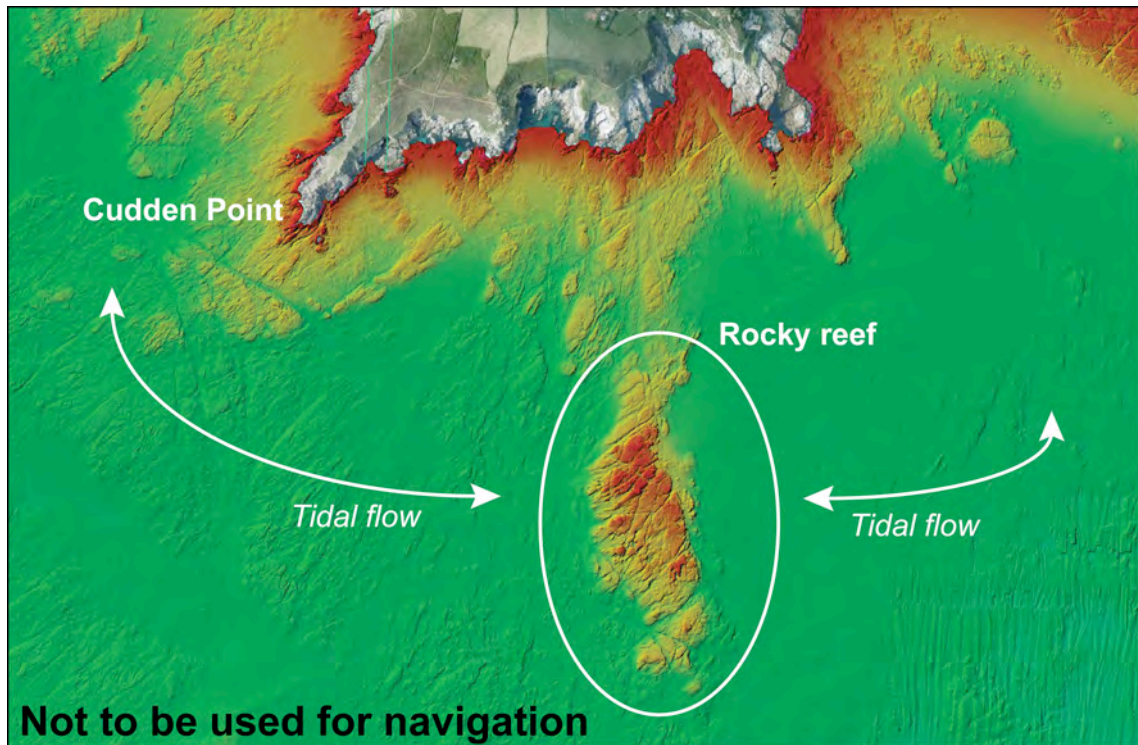 Cudden Point
Rocky reef
Tidal flow
Tidal flow
Not to be used for navigation